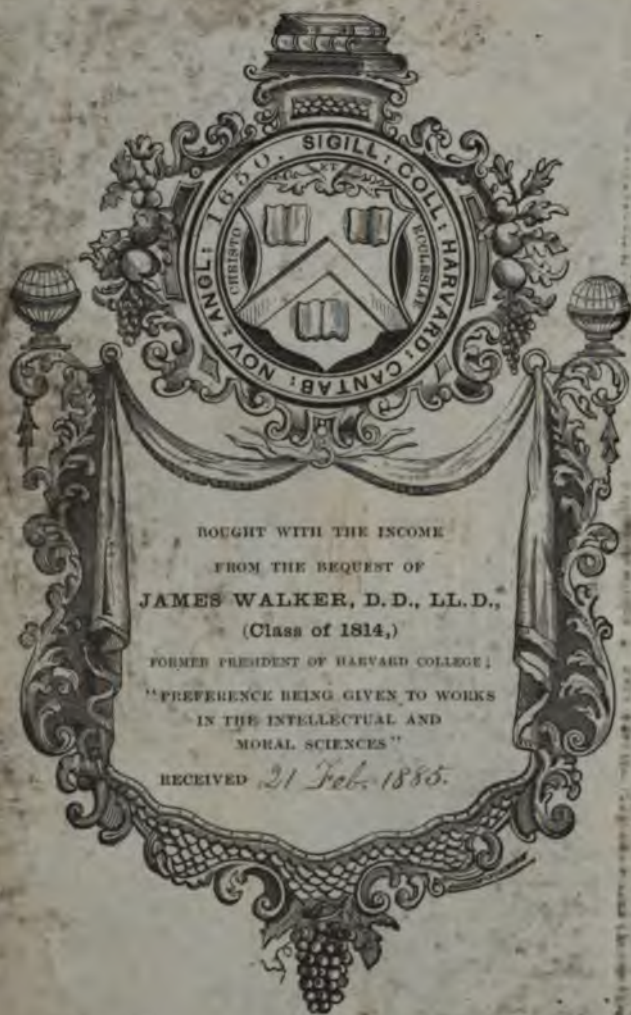 SIGILL: COLL: HARVARD: CANTAB: NOV: ANGL: 1650.
CHRISTO
ET
ECCLESIAE
BOUGHT WITH THE INCOME
FROM THE BEQUEST OF
JAMES WALKER, D.D., LL.D.,
(Class of 1814,)
FORMER PRESIDENT OF HARVARD COLLEGE;
"PREFERENCE BEING GIVEN TO WORKS
IN THE INTELLECTUAL AND
MORAL SCIENCES"
RECEIVED 21 Feb. 1885.